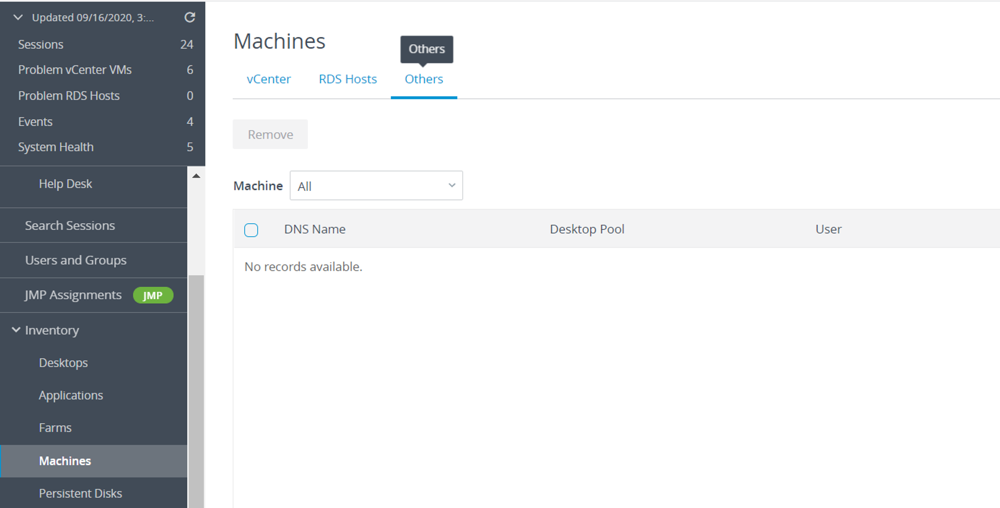 Updated 09/16/2020, 3:...
Sessions 24
Problem vCenter VMs 6
Problem RDS Hosts 0
Events 4
System Health 5
Help Desk
Search Sessions
Users and Groups
JMP Assignments JMP
Inventory
Desktops
Applications
Farms
Machines
Persistent Disks
Machines
Others
vCenter RDS Hosts Others
Remove
Machine All
DNS Name Desktop Pool User
No records available.